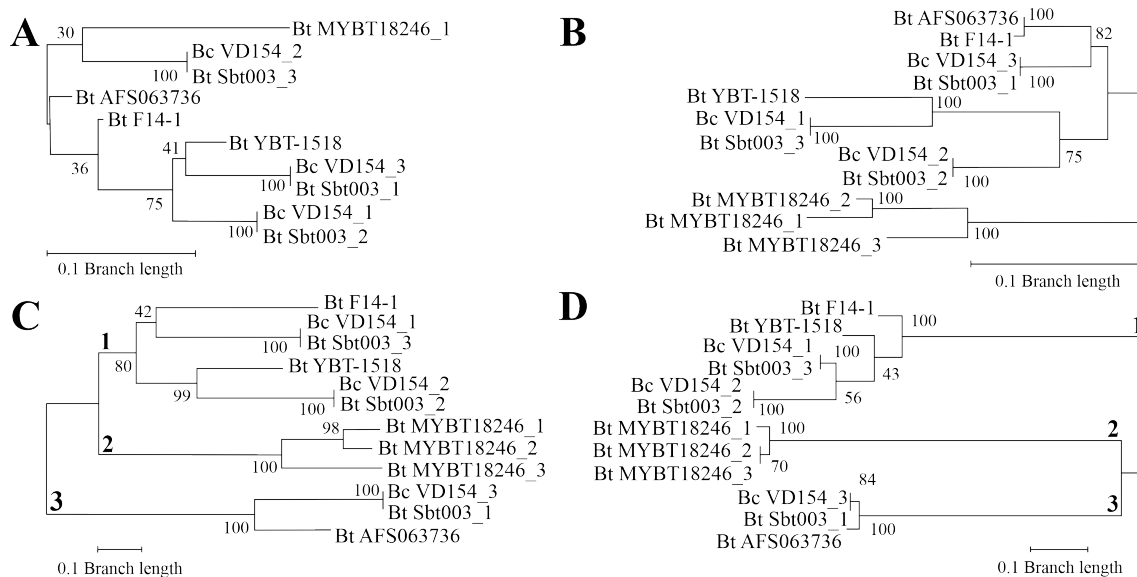 A
30
Bt MYBT18246_1
Bc VD154_2
100
Bt Sbt003_3
Bt AFS063736
Bt F14-1
41
Bt YBT-1518
36
Bc VD154_3
100
Bt Sbt003_1
75
Bc VD154_1
100
Bt Sbt003_2
0.1 Branch length
B
Bt AFS063736
100
Bt F14-1
82
Bc VD154_3
100
Bt Sbt003_1
Bt YBT-1518
100
Bc VD154_1
100
Bt Sbt003_3
Bc VD154_2
75
Bt Sbt003_2
100
Bt MYBT18246_2
100
Bt MYBT18246_1
Bt MYBT18246_3
100
0.1 Branch length
C
42
Bt F14-1
Bc VD154_1
1
100
Bt Sbt003_3
80
Bt YBT-1518
99
Bc VD154_2
100
Bt Sbt003_2
98
Bt MYBT18246_1
2
Bt MYBT18246_2
100
Bt MYBT18246_3
100
Bc VD154_3
3
Bt Sbt003_1
100
Bt AFS063736
0.1 Branch length
D
Bt F14-1
100
1
Bt YBT-1518
Bc VD154_1
100
Bt Sbt003_3
43
Bc VD154_2
56
Bt Sbt003_2
100
Bt MYBT18246_1
100
2
Bt MYBT18246_2
70
Bt MYBT18246_3
84
Bc VD154_3
3
Bt Sbt003_1
100
Bt AFS063736
0.1 Branch length